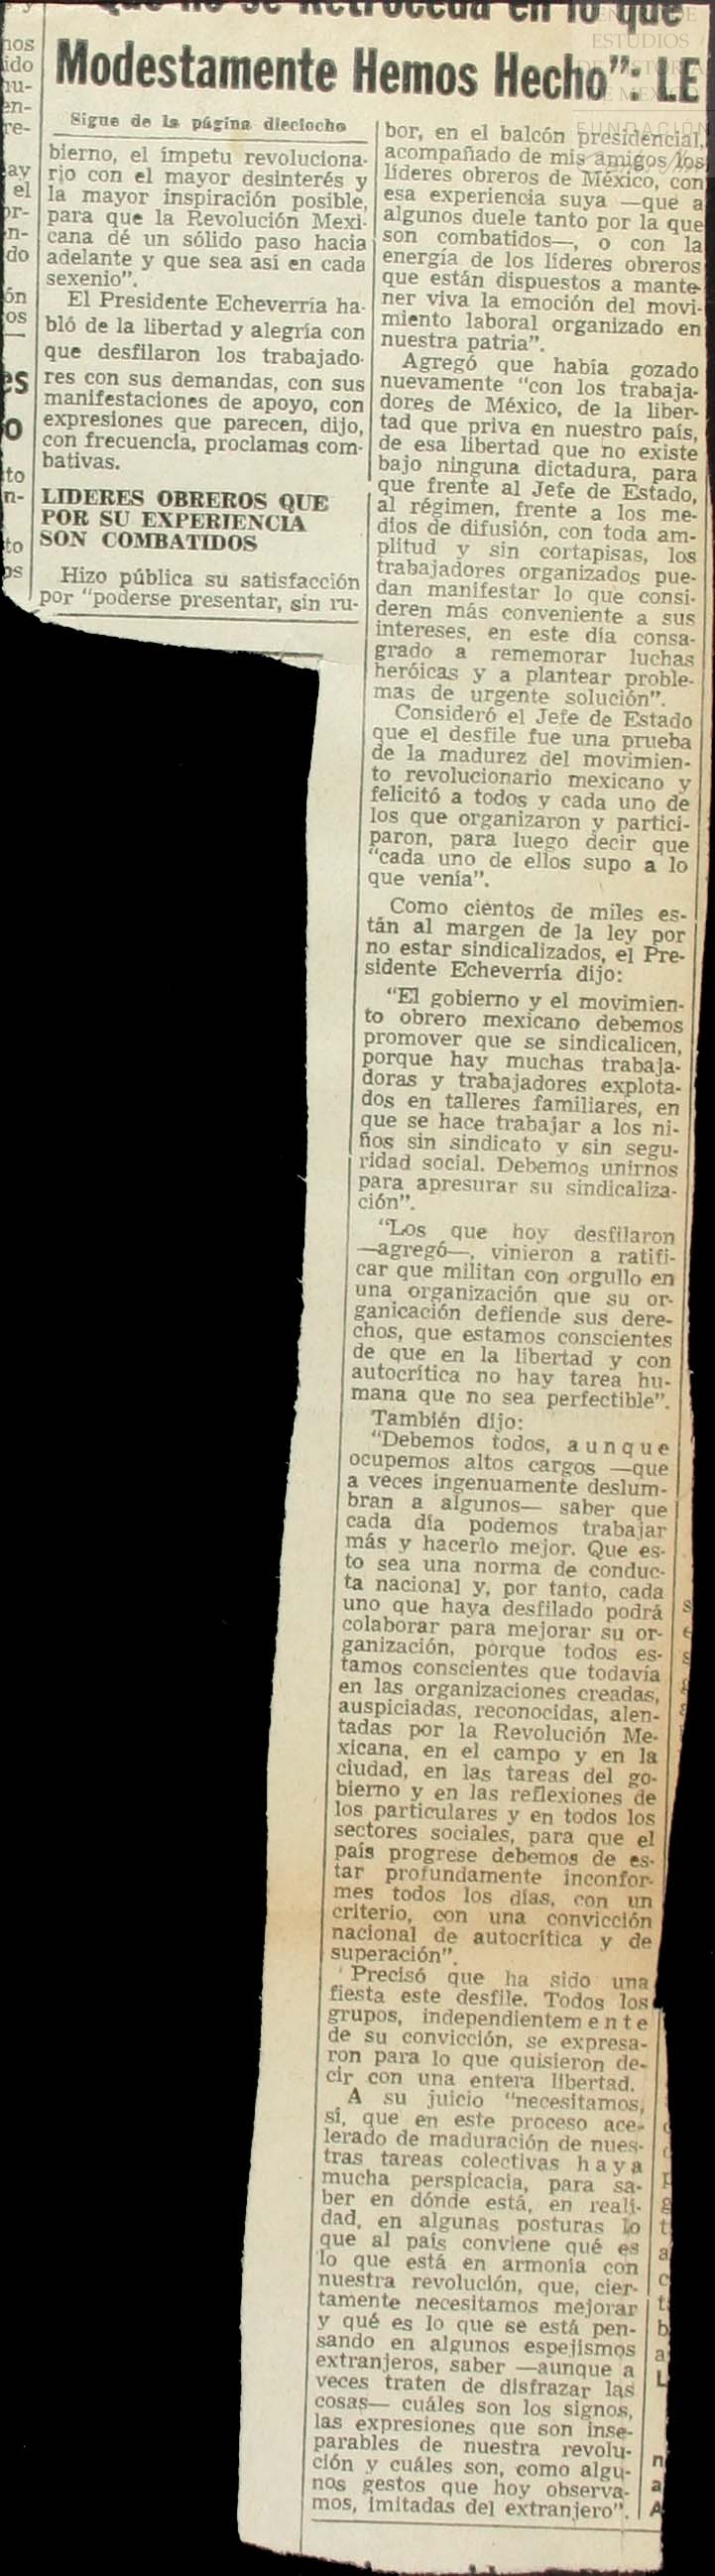 Que no se Retroceda en lo que
Modestamente Hemos Hecho": LE
Sigue de la página dieciocho
bierno, el ímpetu revoluciona-
rio con el mayor desinterés y
la mayor inspiración posible,
para que la Revolución Mexi-
cana dé un sólido paso hacia
adelante y que sea así en cada
sexenio".
El Presidente Echeverría ha-
bló de la libertad y alegría con
que desfilaron los trabajado-
res con sus demandas, con sus
manifestaciones de apoyo, con
expresiones que parecen, dijo,
con frecuencia, proclamas com-
bativas.
LIDERES OBREROS QUE
POR SU EXPERIENCIA
SON COMBATIDOS
Hizo pública su satisfacción
por "poderse presentar, sin ru-
bor, en el balcón presidencial,
acompañado de mis amigos los
líderes obreros de México, con
esa experiencia suya —que a
algunos duele tanto por la que
son combatidos—, o con la
energía de los líderes obreros
que están dispuestos a mante-
ner viva la emoción del movi-
miento laboral organizado en
nuestra patria".
Agregó que había gozado
nuevamente "con los trabaja-
dores de México, de la liber-
tad que priva en nuestro país,
de esa libertad que no existe
bajo ninguna dictadura, para
que frente al Jefe de Estado,
al régimen, frente a los me-
dios de difusión, con toda am-
plitud y sin cortapisas, los
trabajadores organizados pue-
dan manifestar lo que consi-
deren más conveniente a sus
intereses, en este día consa-
grado a rememorar luchas
heróicas y a plantear proble-
mas de urgente solución".
Consideró el Jefe de Estado
que el desfile fue una prueba
de la madurez del movimien-
to revolucionario mexicano y
felicitó a todos y cada uno de
los que organizaron y partici-
paron, para luego decir que
"cada uno de ellos supo a lo
que venía".
Como cientos de miles es-
tán al margen de la ley por
no estar sindicalizados, el Pre-
sidente Echeverría dijo:
"El gobierno y el movimien-
to obrero mexicano debemos
promover que se sindicalicen,
porque hay muchas trabaja-
doras y trabajadores explota-
dos en talleres familiares, en
que se hace trabajar a los ni-
ños sin sindicato y sin segu-
ridad social. Debemos unirnos
para apresurar su sindicaliza-
ción".
"Los que hoy desfilaron
—agregó—, vinieron a ratifi-
car que militan con orgullo en
una organización que su or-
ganicación defiende sus dere-
chos, que estamos conscientes
de que en la libertad y con
autocrítica no hay tarea hu-
mana que no sea perfectible".
También dijo:
"Debemos todos, aunque
ocupemos altos cargos —que
a veces ingenuamente deslum-
bran a algunos— saber que
cada día podemos trabajar
más y hacerlo mejor. Que es-
to sea una norma de conduc-
ta nacional y, por tanto, cada
uno que haya desfilado podrá
colaborar para mejorar su or-
ganización, porque todos es-
tamos conscientes que todavía
en las organizaciones creadas,
auspiciadas, reconocidas, alen-
tadas por la Revolución Me-
xicana, en el campo y en la
ciudad, en las tareas del go-
bierno y en las reflexiones de
los particulares y en todos los
sectores sociales, para que el
país progrese debemos de es-
tar profundamente inconfor-
mes todos los días, con un
criterio, con una convicción
nacional de autocrítica y de
superación".
Precisó que ha sido una
fiesta este desfile. Todos los
grupos, independientemente
de su convicción, se expresa-
ron para lo que quisieron de-
cir con una entera libertad.
A su juicio "necesitamos,
sí, que en este proceso ace-
lerado de maduración de nues-
tras tareas colectivas haya
mucha perspicacia, para sa-
ber en dónde está, en reali-
dad, en algunas posturas lo
que al país conviene qué es
lo que está en armonía con
nuestra revolución, que, cier-
tamente necesitamos mejorar
y qué es lo que se está pen-
sando en algunos espejismos
extranjeros, saber —aunque a
veces traten de disfrazar las
cosas— cuáles son los signos,
las expresiones que son inse-
parables de nuestra revolu-
ción y cuáles son, como algu-
nos gestos que hoy observa-
mos, imitadas del extranjero".